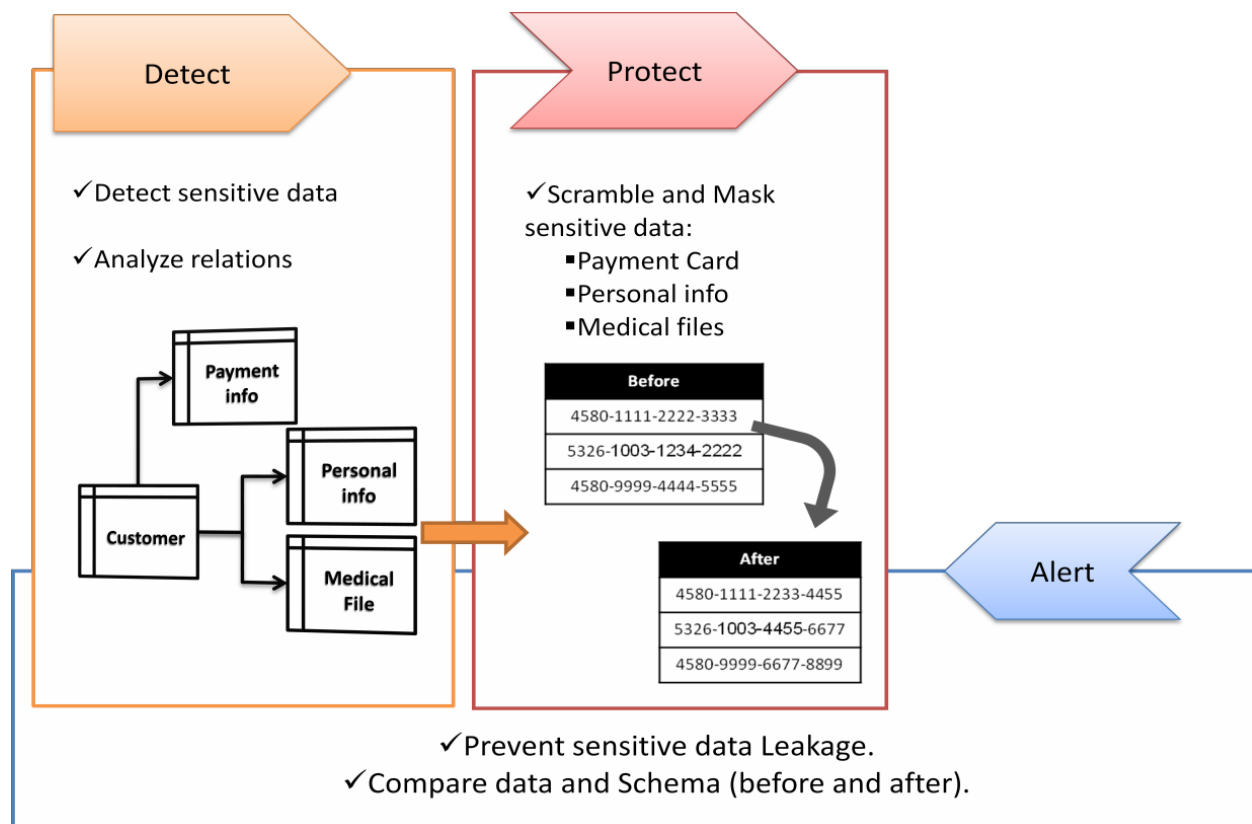 Detect
✓Detect sensitive data
✓Analyze relations
Payment
info
Personal
info
Customer
Medical
File
Protect
✓Scramble and Mask
sensitive data:
▪Payment Card
▪Personal info
▪Medical files
Before
4580-1111-2222-3333
5326-1003-1234-2222
4580-9999-4444-5555
After
4580-1111-2233-4455
5326-1003-4455-6677
4580-9999-6677-8899
Alert
✓Prevent sensitive data Leakage.
✓Compare data and Schema (before and after).